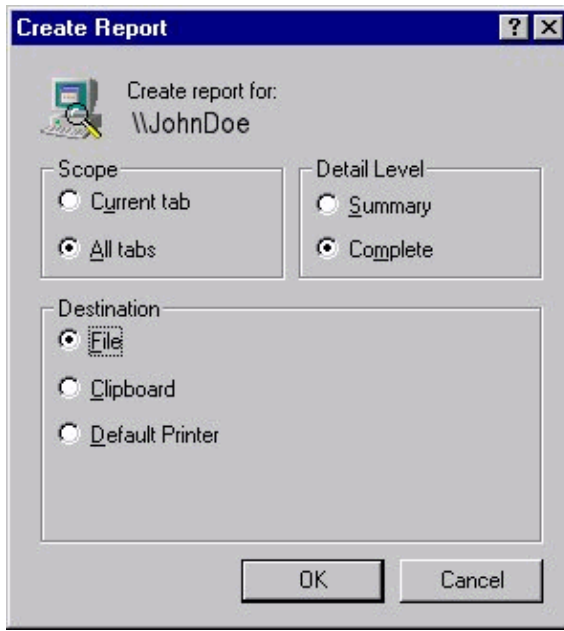 Create Report
Create report for:
\\JohnDoe
Scope
Current tab
All tabs
Detail Level
Summary
Complete
Destination
File
Clipboard
Default Printer
OK
Cancel